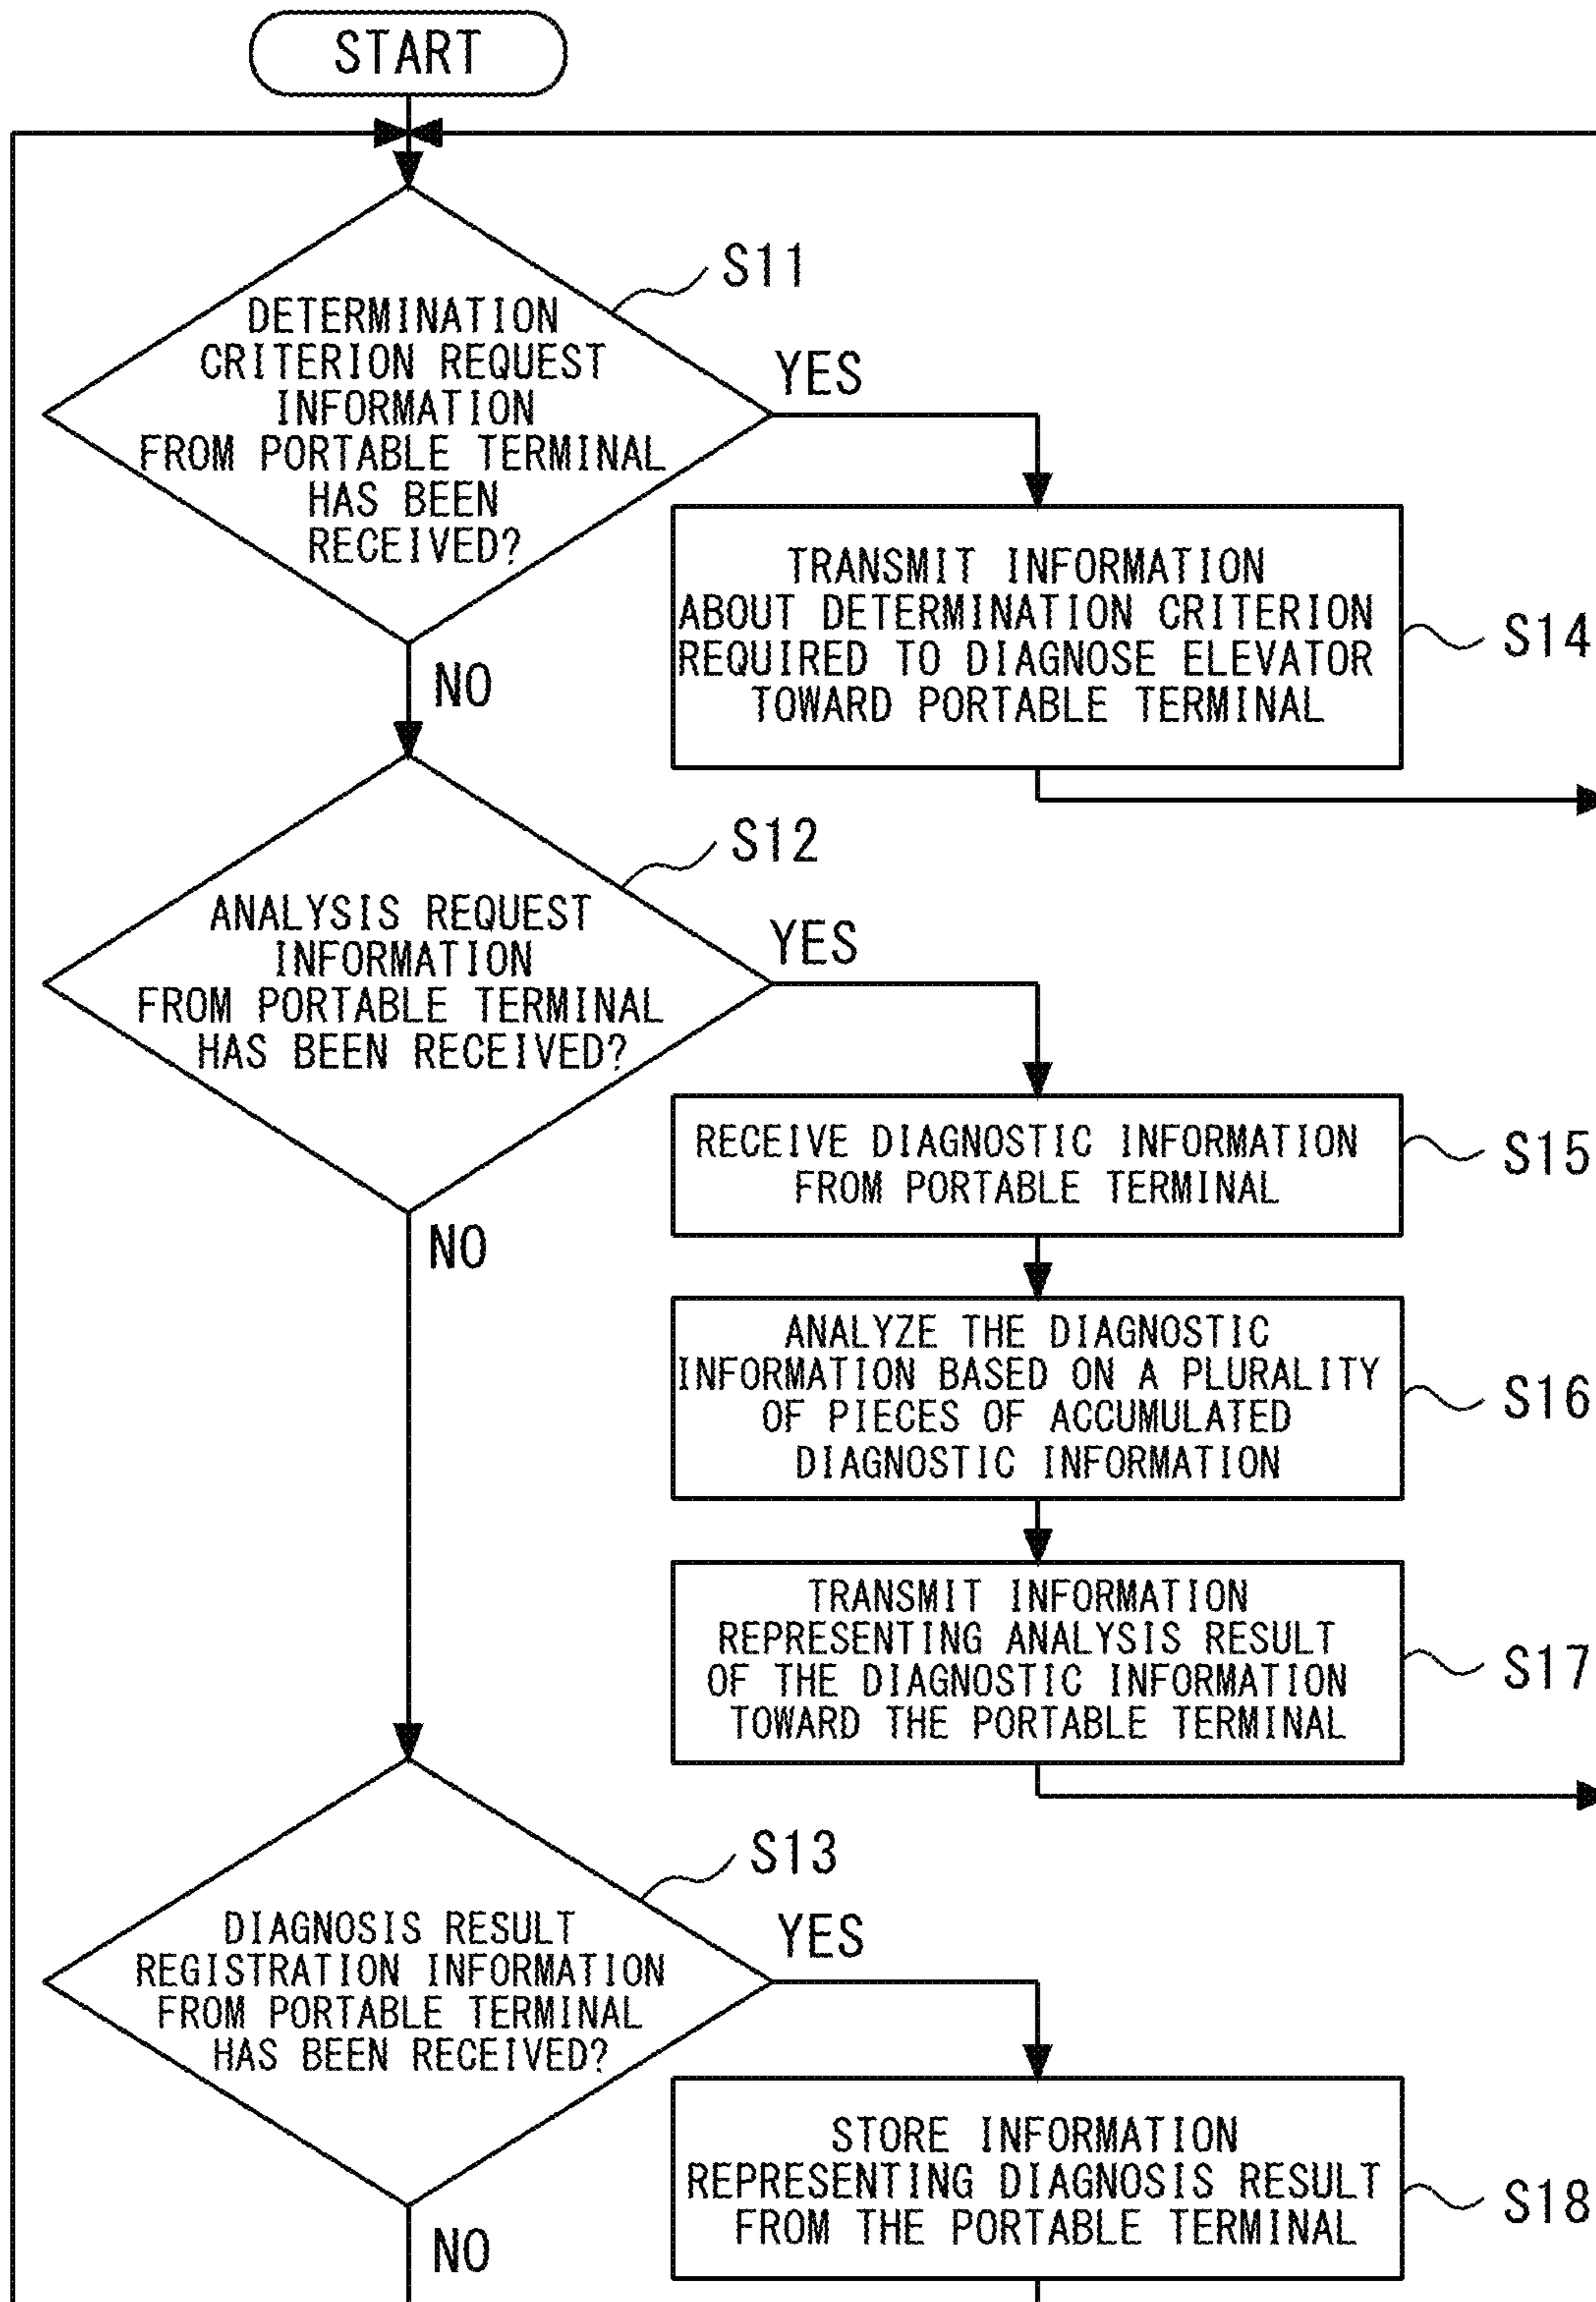 START
S11
DETERMINATION
CRITERION REQUEST
INFORMATION
FROM PORTABLE TERMINAL
HAS BEEN
RECEIVED?
YES
NO
TRANSMIT INFORMATION
ABOUT DETERMINATION CRITERION
REQUIRED TO DIAGNOSE ELEVATOR
TOWARD PORTABLE TERMINAL
S14
S12
ANALYSIS REQUEST
INFORMATION
FROM PORTABLE TERMINAL
HAS BEEN RECEIVED?
YES
NO
RECEIVE DIAGNOSTIC INFORMATION
FROM PORTABLE TERMINAL
S15
ANALYZE THE DIAGNOSTIC
INFORMATION BASED ON A PLURALITY
OF PIECES OF ACCUMULATED
DIAGNOSTIC INFORMATION
S16
TRANSMIT INFORMATION
REPRESENTING ANALYSIS RESULT
OF THE DIAGNOSTIC INFORMATION
TOWARD THE PORTABLE TERMINAL
S17
S13
DIAGNOSIS RESULT
REGISTRATION INFORMATION
FROM PORTABLE TERMINAL
HAS BEEN RECEIVED?
YES
NO
STORE INFORMATION
REPRESENTING DIAGNOSIS RESULT
FROM THE PORTABLE TERMINAL
S18